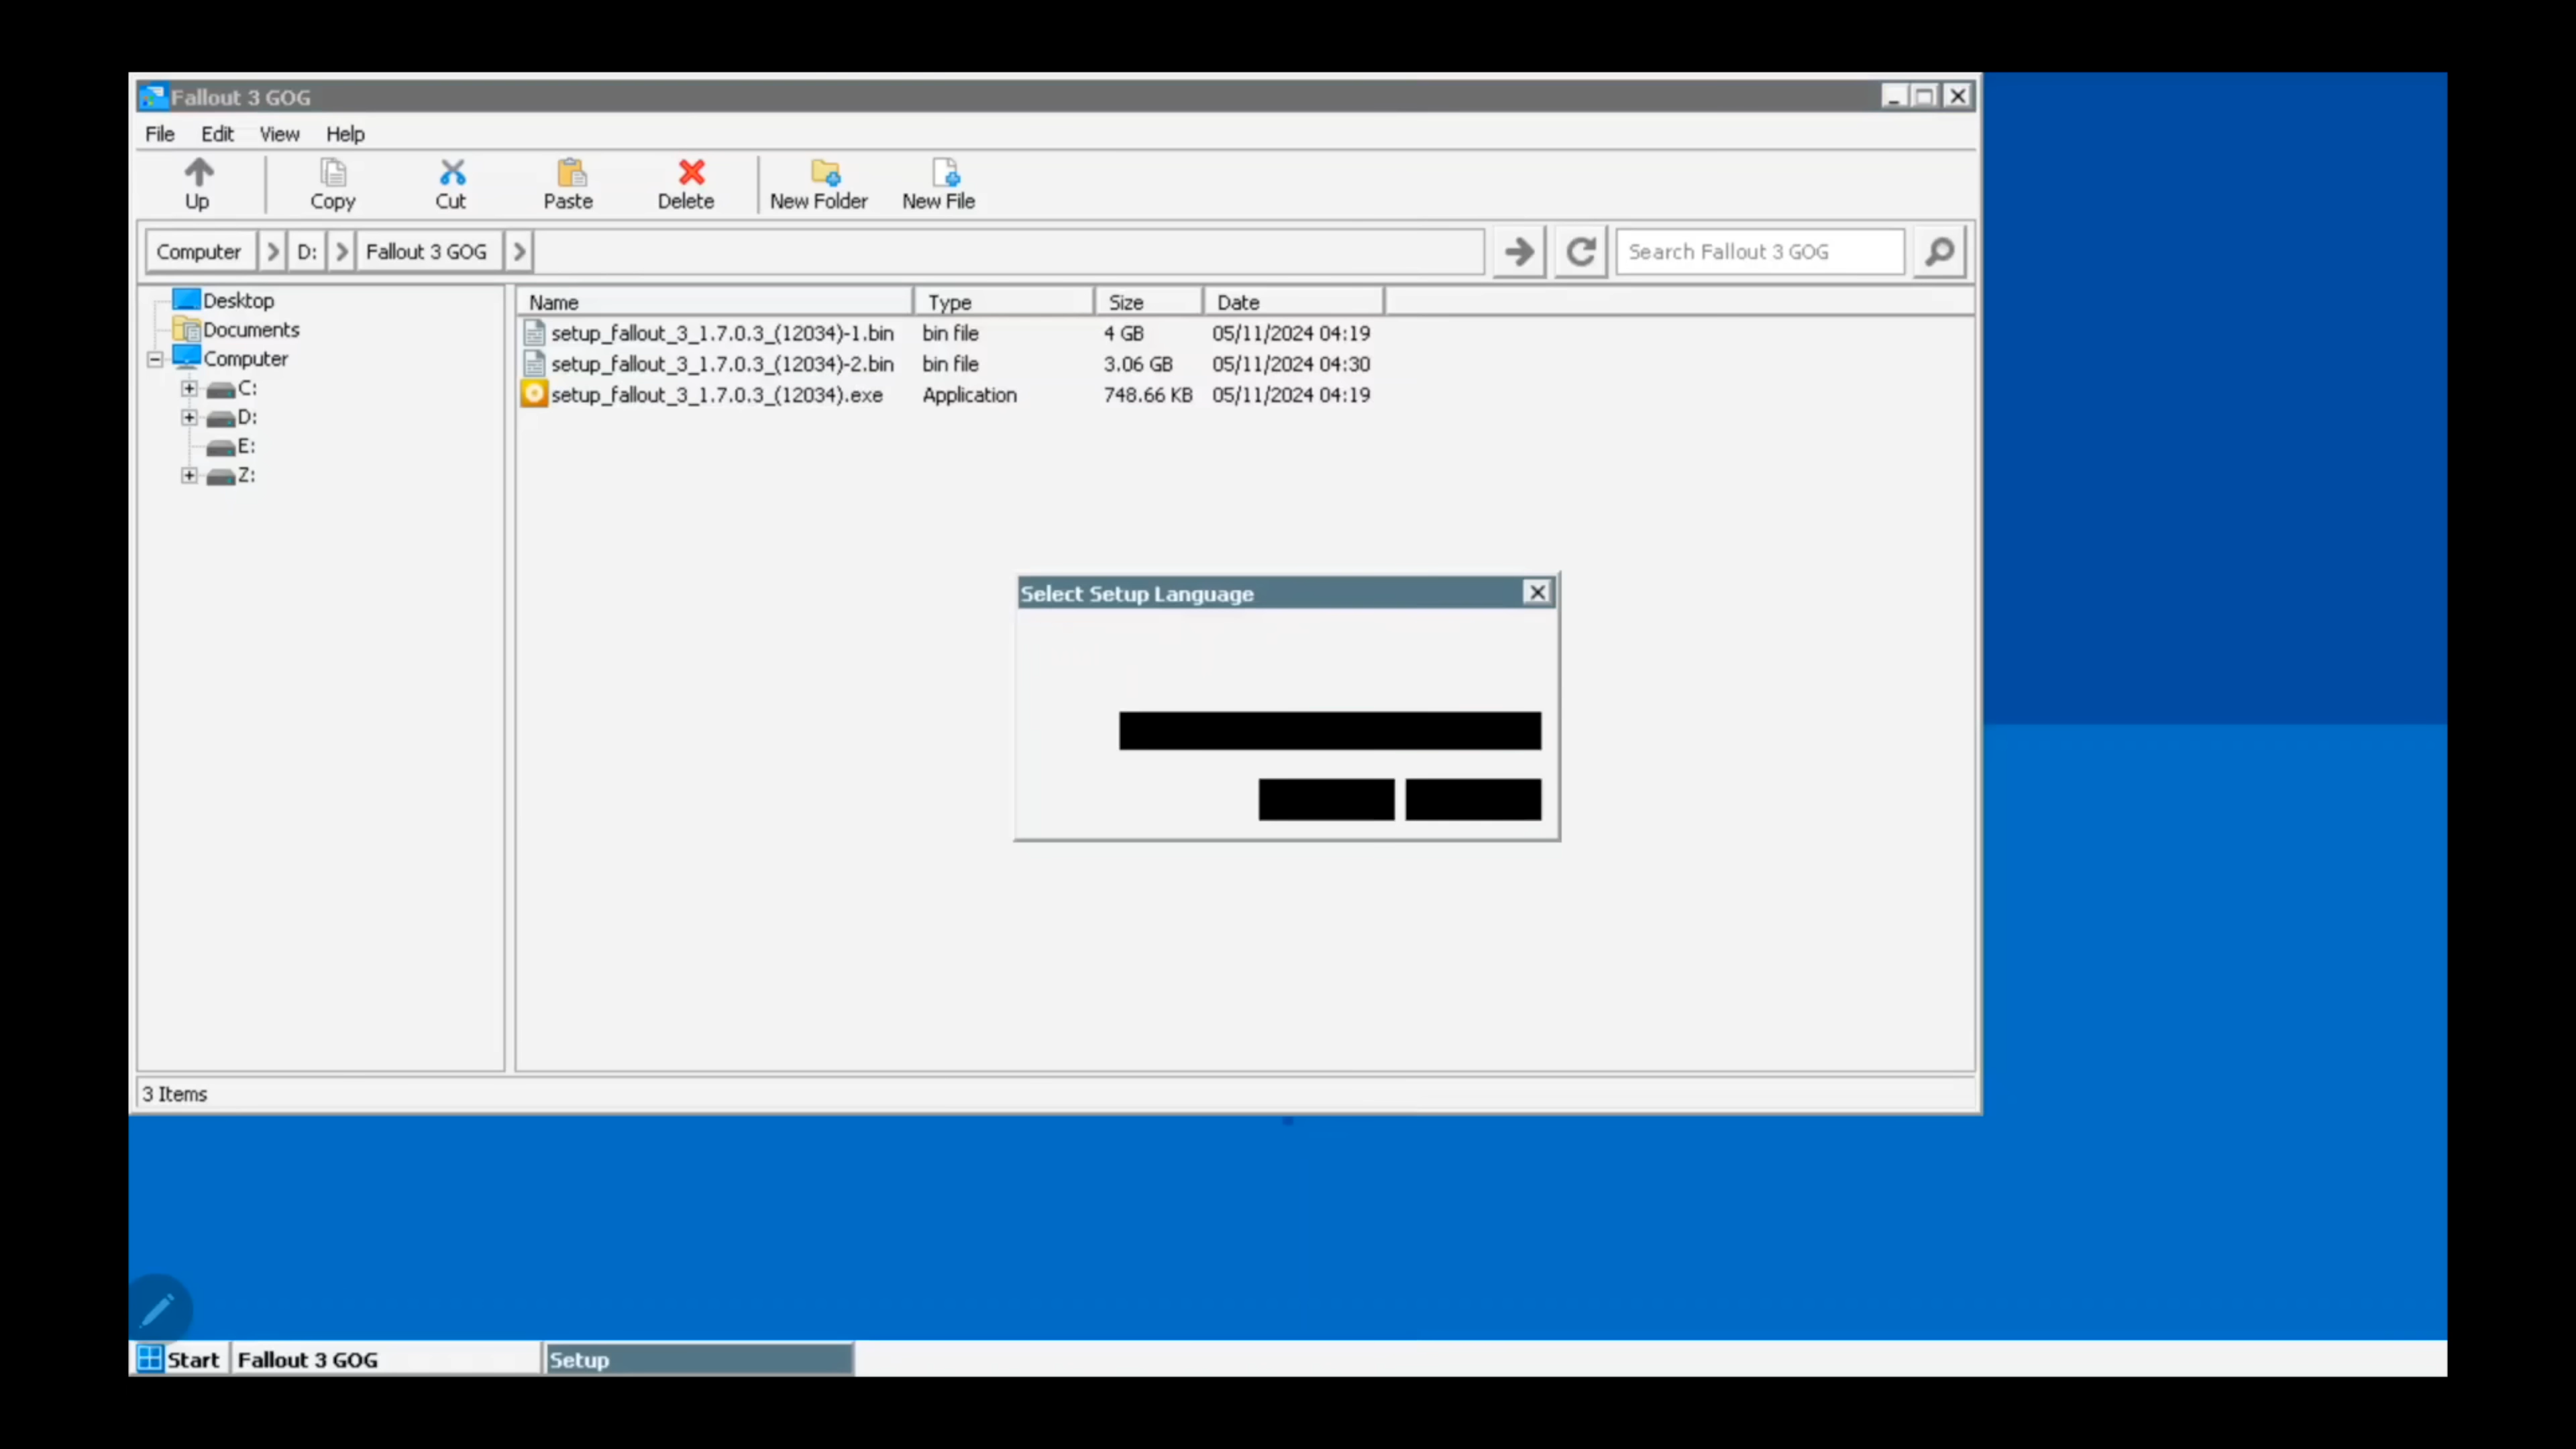 Fallout 3 GOG
File Edit View Help
Up Copy Cut Paste Delete New Folder New File
Computer D: Fallout 3 GOG Search Fallout 3 GOG
Desktop
Documents
Computer
C:
D:
E:
Z:
Name Type Size Date
setup_fallout_3_1.7.0.3_(12034)-1.bin bin file 4 GB 05/11/2024 04:19
setup_fallout_3_1.7.0.3_(12034)-2.bin bin file 3.06 GB 05/11/2024 04:30
setup_fallout_3_1.7.0.3_(12034).exe Application 748.66 KB 05/11/2024 04:19
Select Setup Language
3 Items
Start Fallout 3 GOG Setup